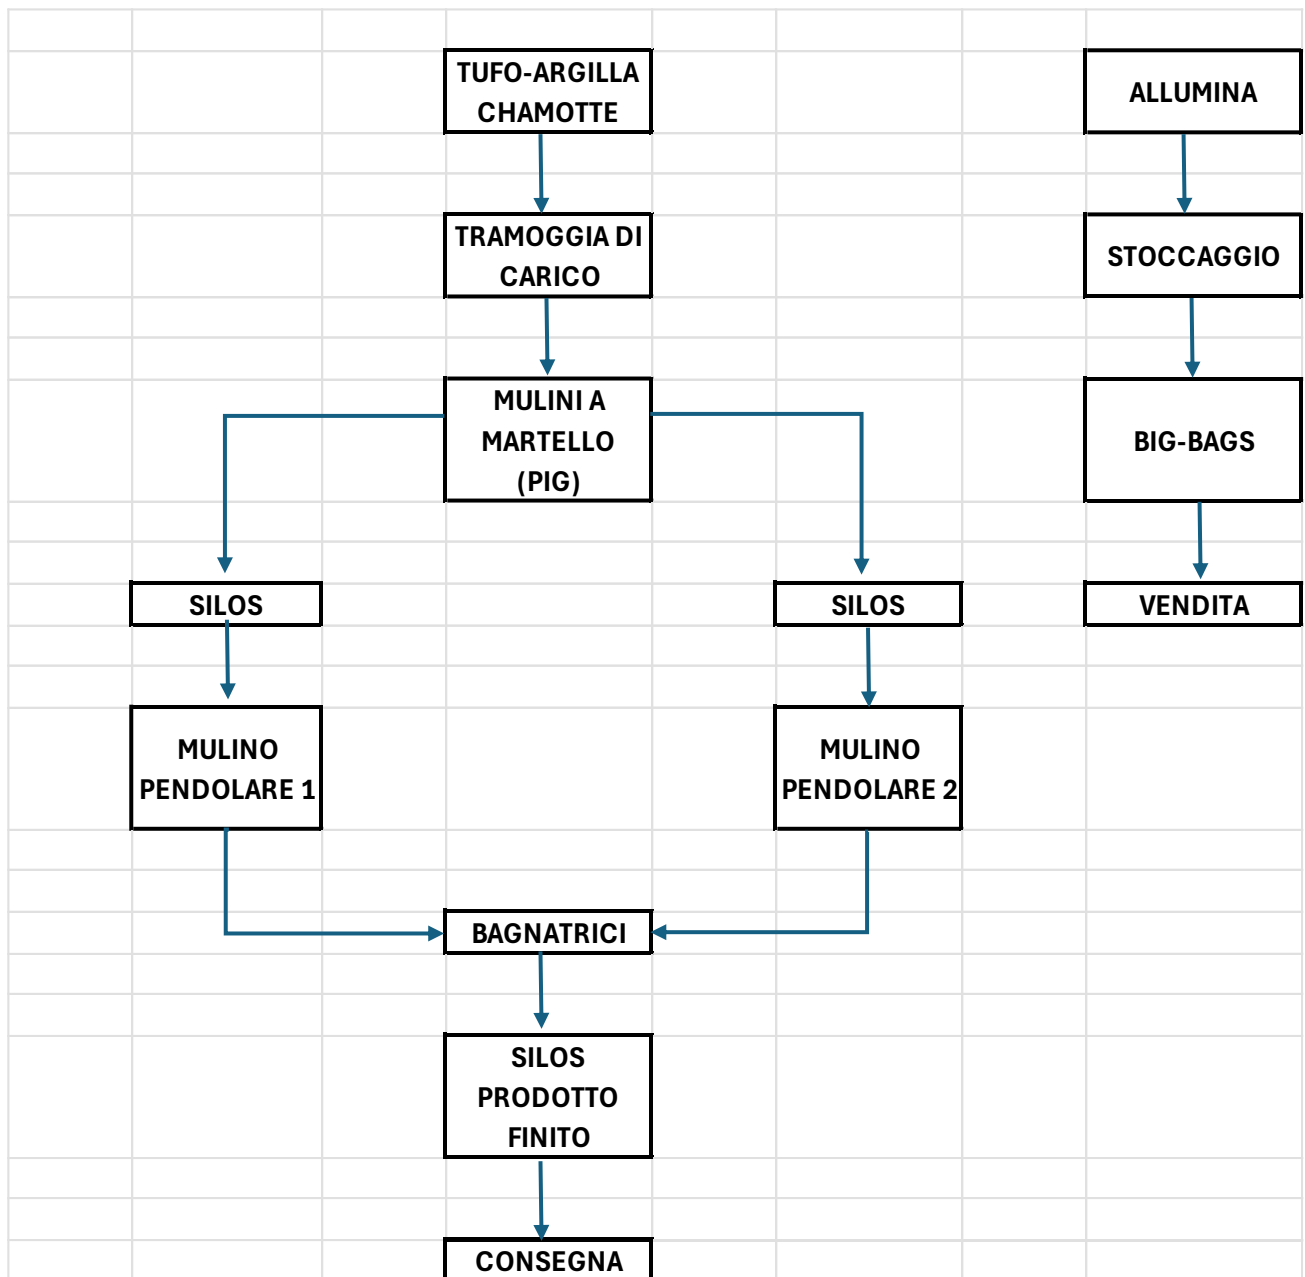 TUFO-ARGILLA
CHAMOTTE
ALLUMINA
TRAMOGGIA DI
CARICO
STOCCAGGIO
MULINI A
MARTELLO
(PIG)
BIG-BAGS
SILOS
SILOS
VENDITA
MULINO
PENDOLARE 1
MULINO
PENDOLARE 2
BAGNATRICI
SILOS
PRODOTTO
FINITO
CONSEGNA